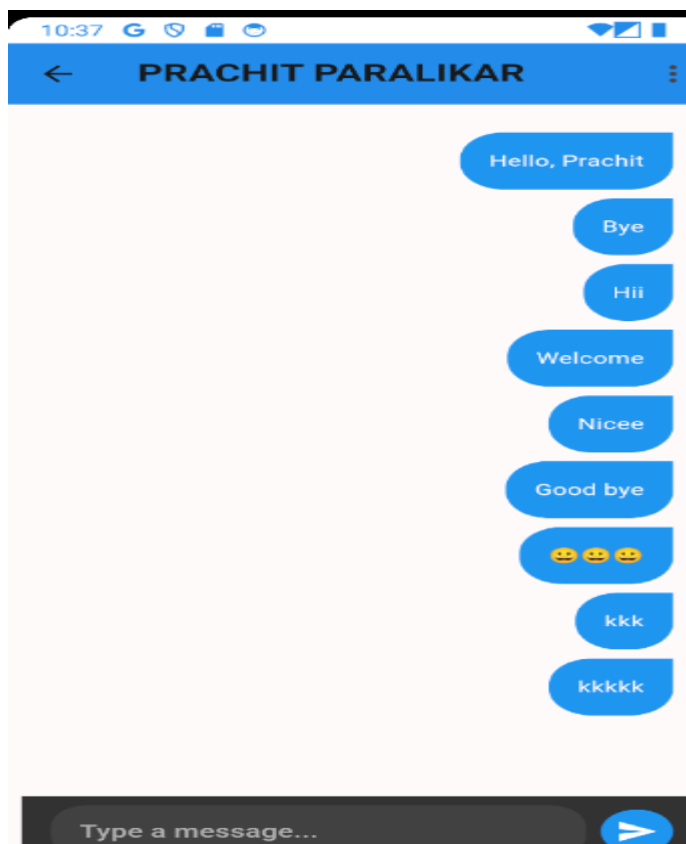 10:37
PRACHIT PARALIKAR
Hello, Prachit
Bye
Hii
Welcome
Nicee
Good bye
😀😀😀
kkk
kkkkk
Type a message...